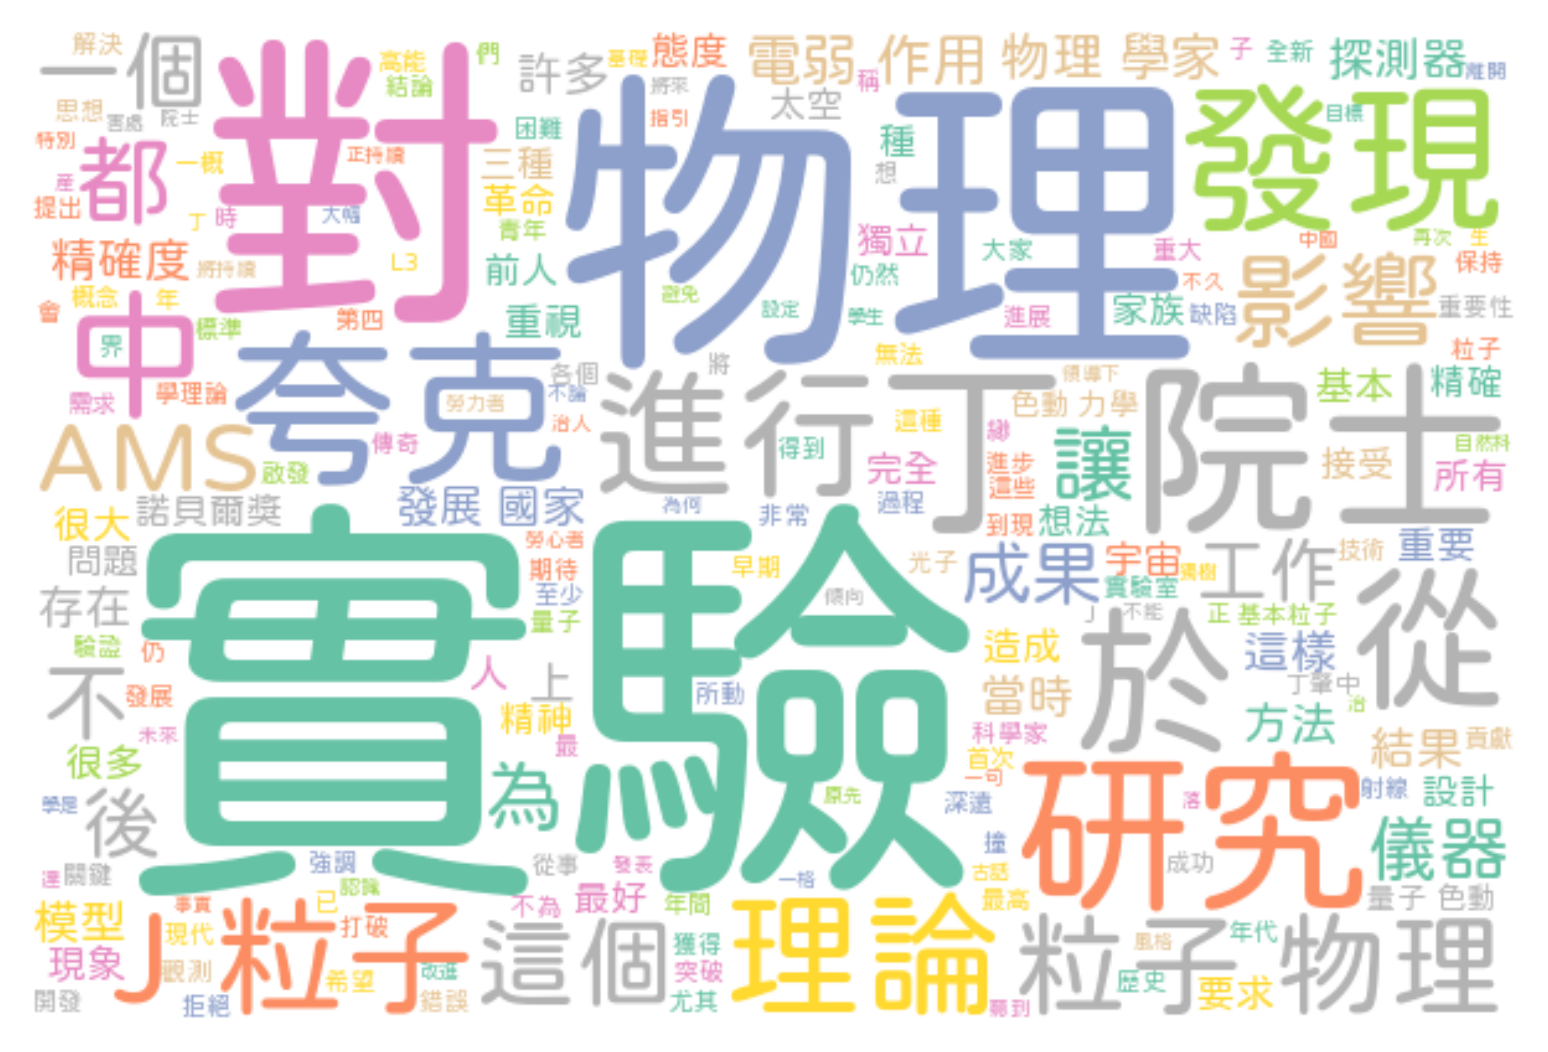 解決 一個 對 高能 們 許多 基礎 態度 電弱 作用 物理 學家 子 全新 探測器 離開
結論 將來 稱
思想 害處 院士 物理 困難 指引 太空 種 發現 目標
特別 都 一概 正持續 三種 想
產 提出 丁 時 大幅 革命 青年 獨立 大家 重大 中國 再次 生
精確度 將持續 L3 前人 仍然 不久 影響 保持
概念 年 避免 設定 學生 進展 家族 缺陷 重要性
會 中 界 標準 第四 重視 無法 粒子
夸克 各個 將 領導下 基本 精確
需求 學理論 勞力者 不論 進行 丁院士 色動 力學
AMS 傳奇 治人 得到 這種 讓 自然科
啟發 完全 進步 接受 所有
很大 諾貝爾獎 發展 國家 為何 非常 過程 這些 到現 想法
問題 實驗 勞心者 期待 早期 光子 成果 宇宙 獨樹 工作 技術 重要
存在 至少 量子 傾向 實驗室 不能 正 基本粒子 從
驗證 仍 造成 於 這樣
不 發展 人 上 所動 當時 丁肇中 治
未來 精神 最 科學家 方法 結果 貢獻
很多 首次 一句 研究
學是 後 為 原先 深遠 落 射線 設計
強調 從事 發表 撞 成功 儀器
達 關鍵 認識 一格 古話
模型 事實 已 打破 不為 最好 年間 理論 最高 量子 色動
現象 現代 J粒子 這個 獲得 粒子 風格 年代 物理
觀測 希望 改進 突破 歷史 要求
開發 拒絕 錯誤 尤其